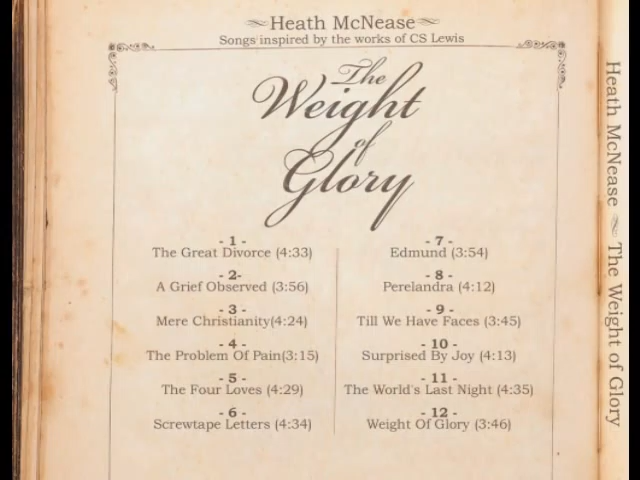 Heath McNease
Songs inspired by the works of CS Lewis
The
Weight
of
Glory
- 1 -
The Great Divorce (4:33)
- 2-
A Grief Observed (3:56)
- 3 -
Mere Christianity(4:24)
- 4 -
The Problem Of Pain(3:15)
- 5 -
The Four Loves (4:29)
- 6 -
Screwtape Letters (4:34)
- 7 -
Edmund (3:54)
- 8 -
Perelandra (4:12)
- 9 -
Till We Have Faces (3:45)
- 10 -
Surprised By Joy (4:13)
- 11 -
The World's Last Night (4:35)
- 12 -
Weight Of Glory (3:46)
Heath McNease The Weight of Glory